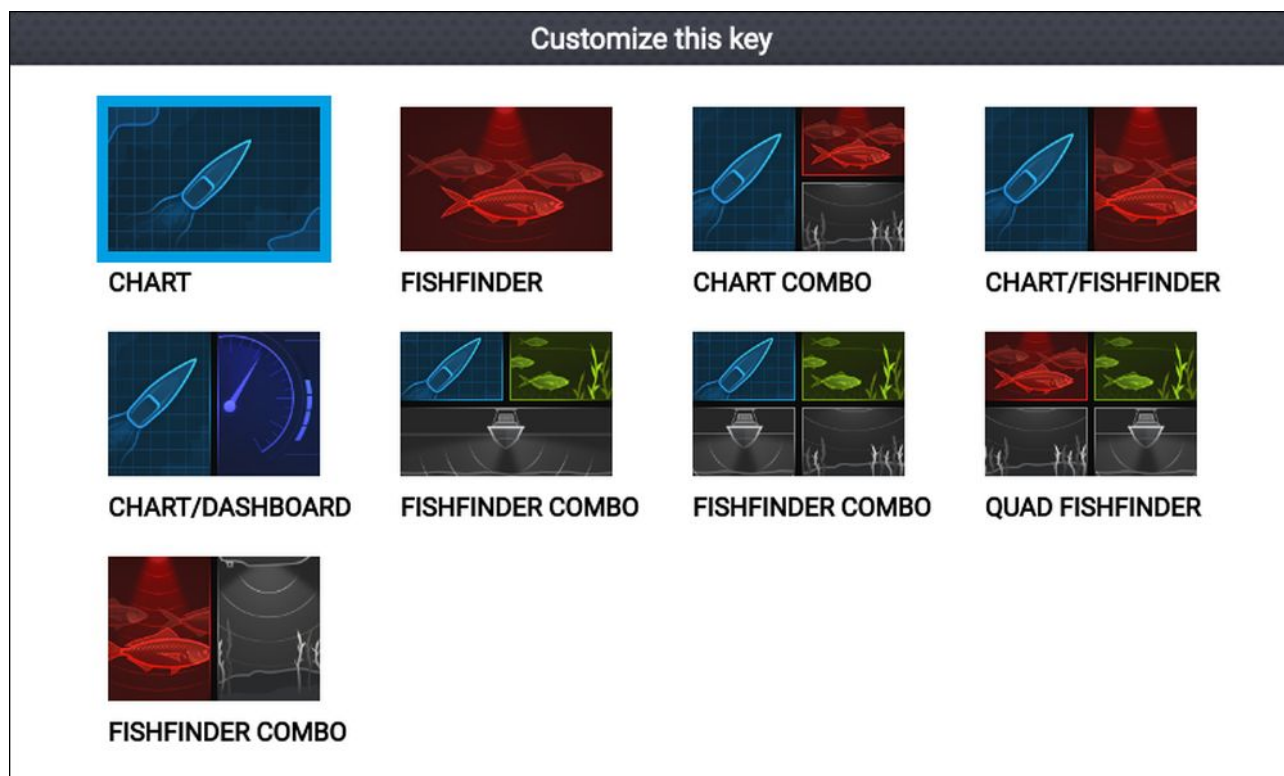 Customize this key
CHART
FISHFINDER
CHART COMBO
CHART/FISHFINDER
CHART/DASHBOARD
FISHFINDER COMBO
FISHFINDER COMBO
QUAD FISHFINDER
FISHFINDER COMBO